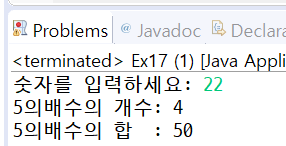 Problems @ Javadoc Declara
<terminated> Ex17 (1) [Java Appli
숫자를 입력하세요: 22
5의배수의 개수: 4
5의배수의 합  : 50